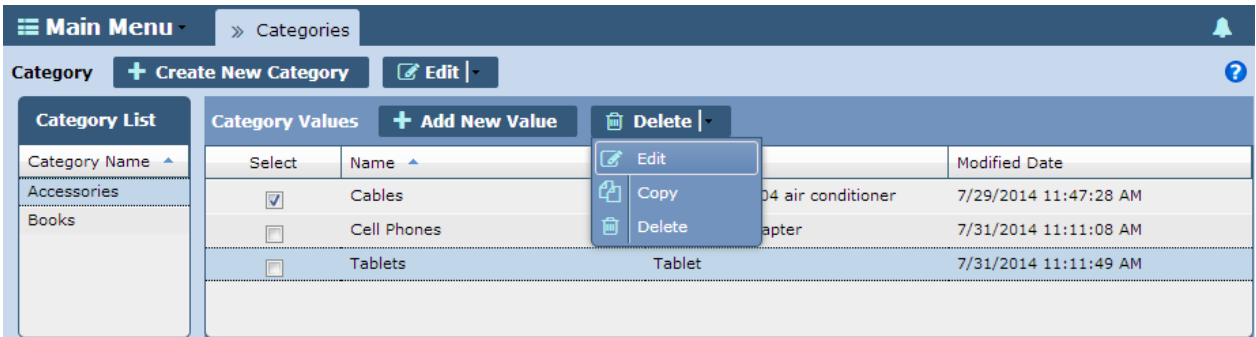 Main Menu » Categories
Category + Create New Category Edit ?
Category List Category Values + Add New Value Delete
Category Name Select Name Edit Modified Date
Accessories Cables Copy 04 air conditioner 7/29/2014 11:47:28 AM
Books Cell Phones Delete apter 7/31/2014 11:11:08 AM
Tablets Tablet 7/31/2014 11:11:49 AM